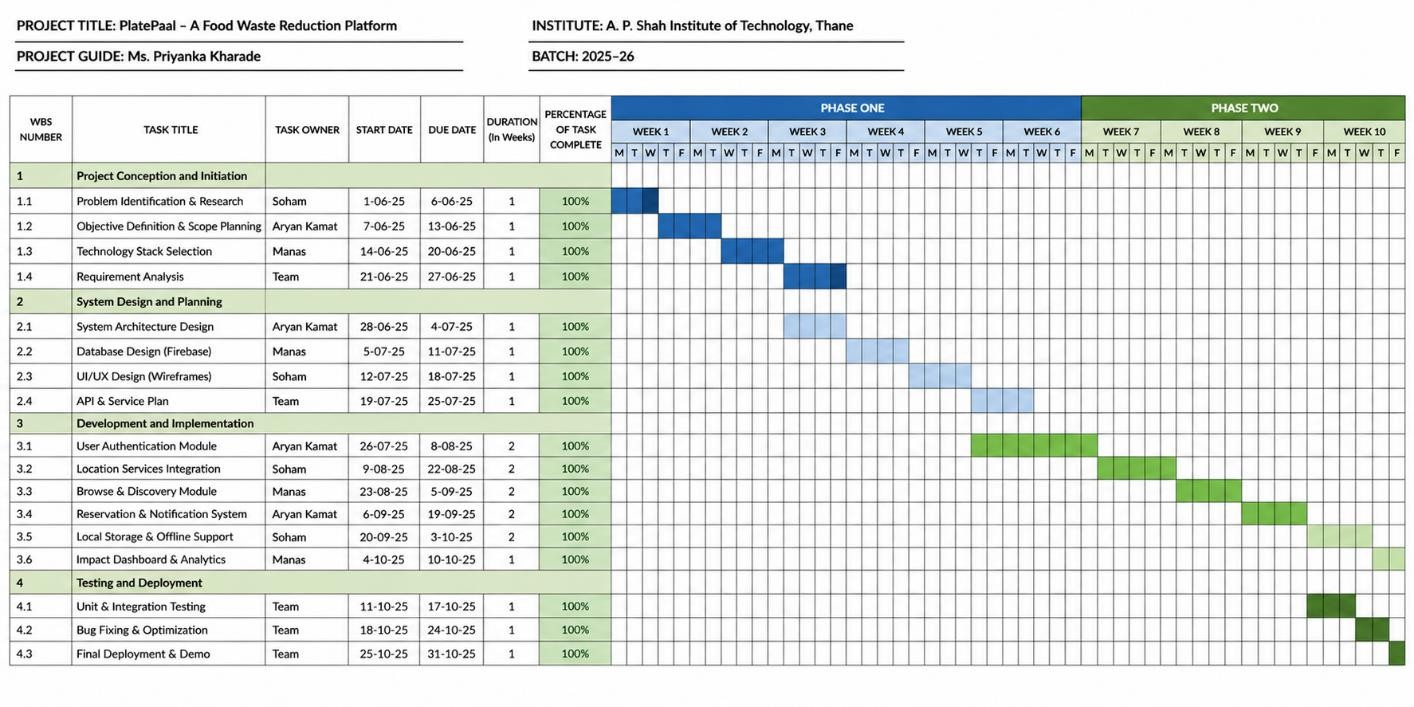 PROJECT TITLE: PlatePaal – A Food Waste Reduction Platform
INSTITUTE: A. P. Shah Institute of Technology, Thane
PROJECT GUIDE: Ms. Priyanka Kharade
BATCH: 2025–26
WBS NUMBER TASK TITLE TASK OWNER START DATE DUE DATE DURATION (In Weeks) PERCENTAGE OF TASK COMPLETE
PHASE ONE PHASE TWO
WEEK 1 WEEK 2 WEEK 3 WEEK 4 WEEK 5 WEEK 6 WEEK 7 WEEK 8 WEEK 9 WEEK 10
M T W T F M T W T F M T W T F M T W T F M T W T F M T W T F M T W T F M T W T F M T W T F M T W T F
1 Project Conception and Initiation
1.1 Problem Identification & Research Soham 1-06-25 6-06-25 1 100%
1.2 Objective Definition & Scope Planning Aryan Kamat 7-06-25 13-06-25 1 100%
1.3 Technology Stack Selection Manas 14-06-25 20-06-25 1 100%
1.4 Requirement Analysis Team 21-06-25 27-06-25 1 100%
2 System Design and Planning
2.1 System Architecture Design Aryan Kamat 28-06-25 4-07-25 1 100%
2.2 Database Design (Firebase) Manas 5-07-25 11-07-25 1 100%
2.3 UI/UX Design (Wireframes) Soham 12-07-25 18-07-25 1 100%
2.4 API & Service Plan Team 19-07-25 25-07-25 1 100%
3 Development and Implementation
3.1 User Authentication Module Aryan Kamat 26-07-25 8-08-25 2 100%
3.2 Location Services Integration Soham 9-08-25 22-08-25 2 100%
3.3 Browse & Discovery Module Manas 23-08-25 5-09-25 2 100%
3.4 Reservation & Notification System Aryan Kamat 6-09-25 19-09-25 2 100%
3.5 Local Storage & Offline Support Soham 20-09-25 3-10-25 2 100%
3.6 Impact Dashboard & Analytics Manas 4-10-25 10-10-25 1 100%
4 Testing and Deployment
4.1 Unit & Integration Testing Team 11-10-25 17-10-25 1 100%
4.2 Bug Fixing & Optimization Team 18-10-25 24-10-25 1 100%
4.3 Final Deployment & Demo Team 25-10-25 31-10-25 1 100%